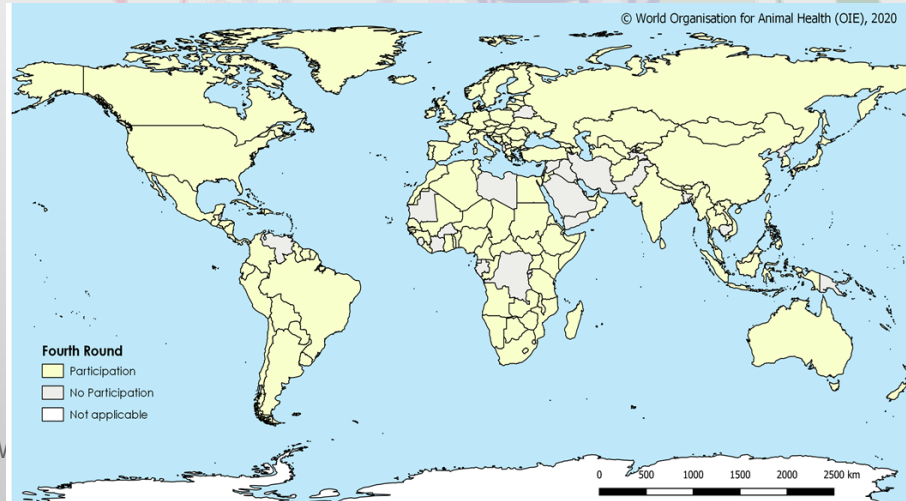 © World Organisation for Animal Health (OIE), 2020
Fourth Round
Participation
No Participation
Not applicable
0 500 1000 1500 2000 2500 km